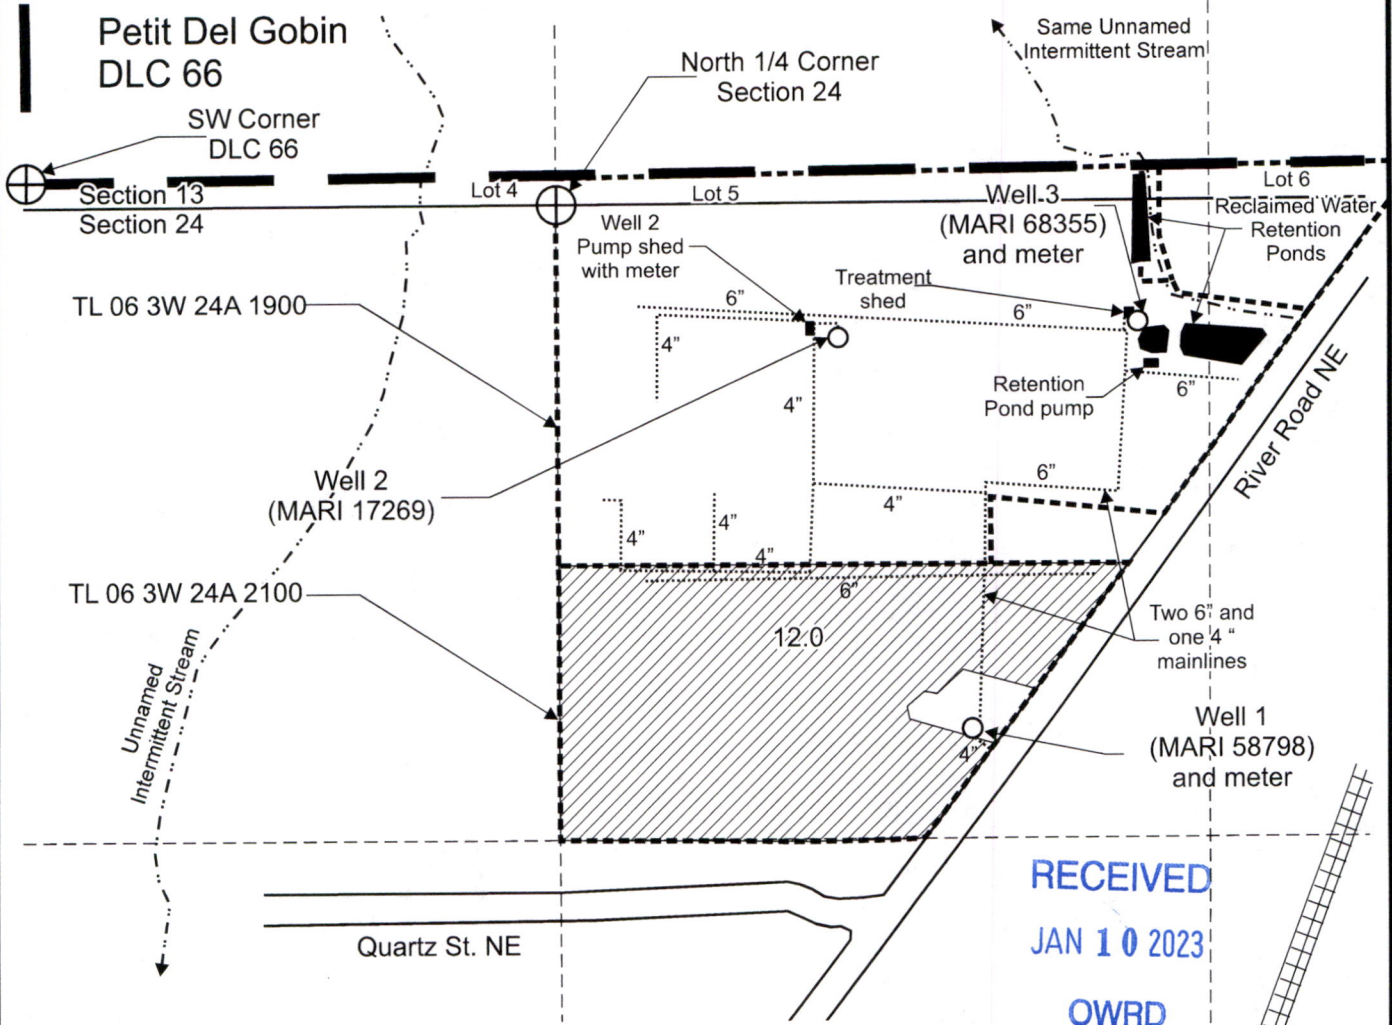 Petit Del Gobin
DLC 66
Same Unnamed
Intermittent Stream
North 1/4 Corner
Section 24
SW Corner
DLC 66
Section 13
Section 24
Lot 4
Lot 5
Lot 6
Well 3
(MARI 68355)
and meter
Reclaimed Water
Retention
Ponds
Well 2
Pump shed
with meter
Treatment
shed
TL 06 3W 24A 1900
6”
6”
4”
4”
Retention
Pond pump
6”
River Road NE
Well 2
(MARI 17269)
6”
4”
4”
4”
4”
6”
TL 06 3W 24A 2100
12.0
Two 6” and
one 4 “
mainlines
Unnamed
Intermittent Stream
Well 1
(MARI 58798)
and meter
4”
Quartz St. NE
RECEIVED
JAN 10 2023
OWRD